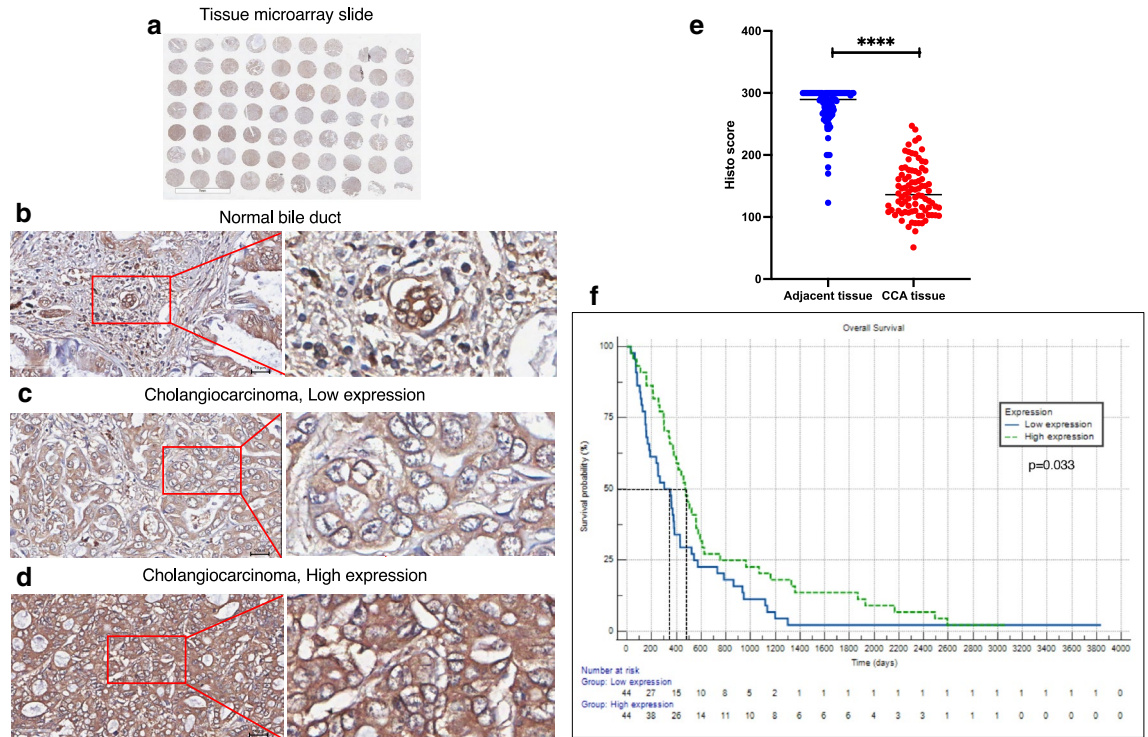 Tissue microarray slide
a
b
Normal bile duct
c
Cholangiocarcinoma, Low expression
d
Cholangiocarcinoma, High expression
e
****
Histo score
400
300
200
100
0
Adjacent tissue CCA tissue
f
Overall Survival
Survival probability (%)
100
75
50
25
0
Expression
Low expression
High expression
p=0.033
0 200 400 600 800 1000 1200 1400 1600 1800 2000 2200 2400 2600 2800 3000 3200 3400 3600 3800 4000
Time (days)
Number at risk
Group: Low expression
44 27 15 10 8 5 2 1 1 1 1 1 1 1 1 1 1 1 1 1 0
Group: High expression
44 38 26 14 11 10 8 6 6 6 4 3 3 1 1 1 0 0 0 0 0